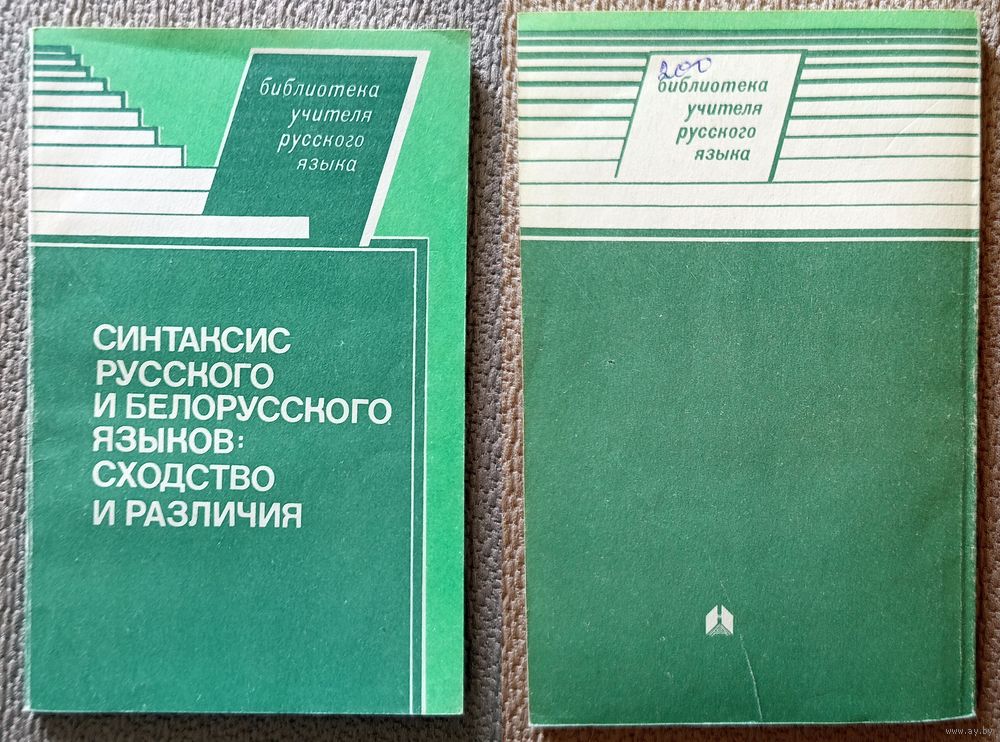 библиотека
учителя
русского
языка
СИНТАКСИС
РУССКОГО
И БЕЛОРУССКОГО
ЯЗЫКОВ:
СХОДСТВО
И РАЗЛИЧИЯ
200
библиотека
учителя
русского
языка
www.ay.by